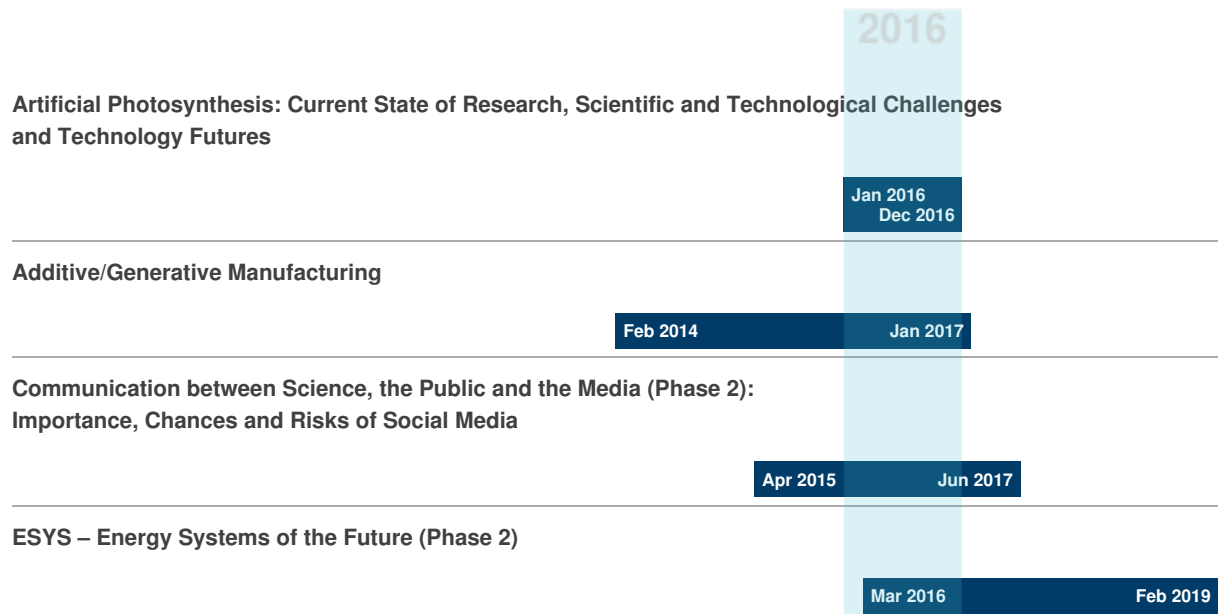 2016
Artificial Photosynthesis: Current State of Research, Scientific and Technological Challenges
and Technology Futures
Jan 2016
Dec 2016
Additive/Generative Manufacturing
Feb 2014 Jan 2017
Communication between Science, the Public and the Media (Phase 2):
Importance, Chances and Risks of Social Media
Apr 2015 Jun 2017
ESYS – Energy Systems of the Future (Phase 2)
Mar 2016 Feb 2019